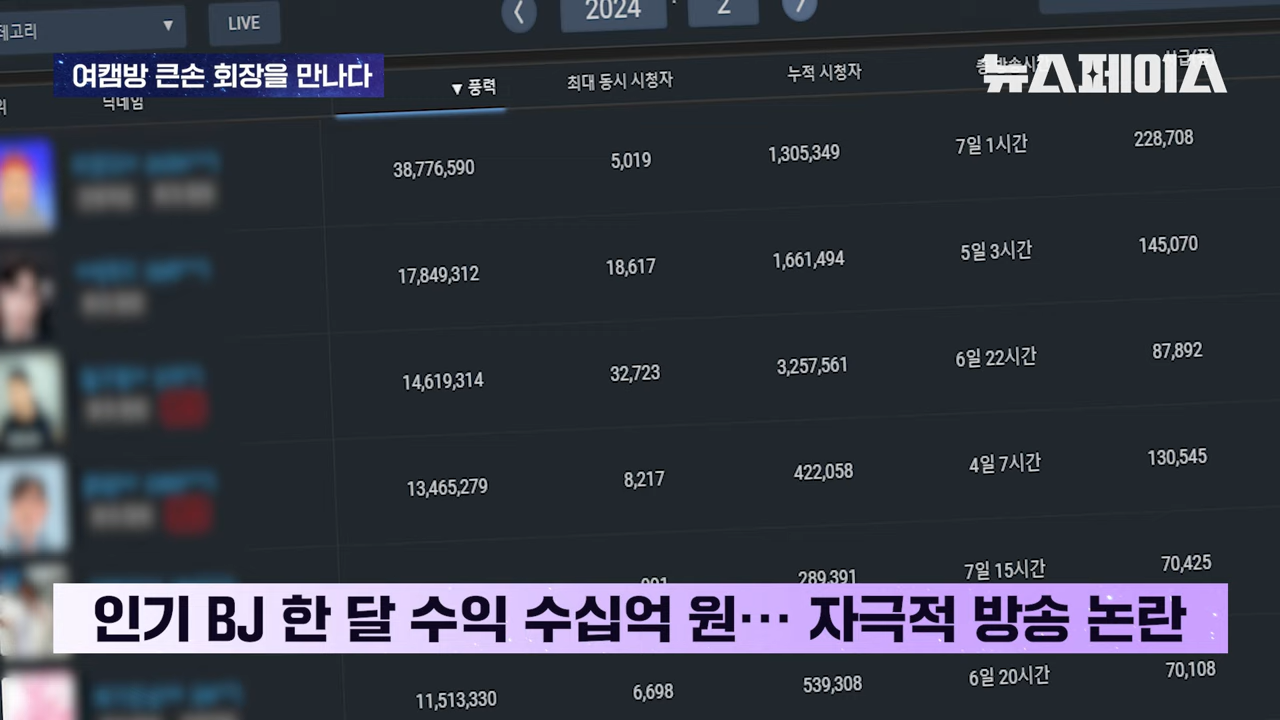 테고리 ▼ LIVE 〈 2024 . 2 〉
여캠방 큰손 회장을 만나다
뉴스페이스
위 닉네임 ▼ 풍력 최대 동시 시청자 누적 시청자
38,776,590 5,019 1,305,349 7일 1시간 228,708
17,849,312 18,617 1,661,494 5일 3시간 145,070
14,619,314 32,723 3,257,561 6일 22시간 87,892
13,465,279 8,217 422,058 4일 7시간 130,545
289,391 7일 15시간 70,425
인기 BJ 한 달 수익 수십억 원… 자극적 방송 논란
11,513,330 6,698 539,308 6일 20시간 70,108